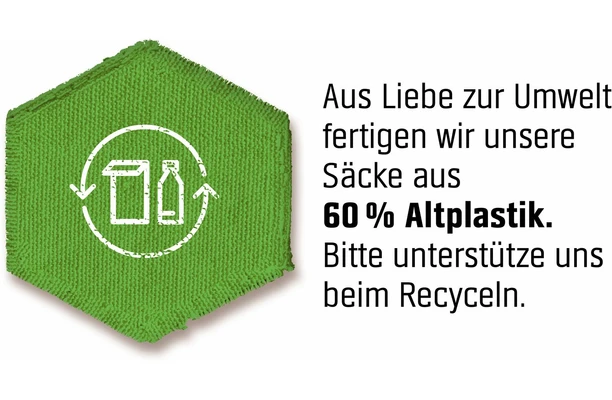 Aus Liebe zur Umwelt
fertigen wir unsere
Säcke aus
60 % Altplastik.
Bitte unterstütze uns
beim Recyceln.